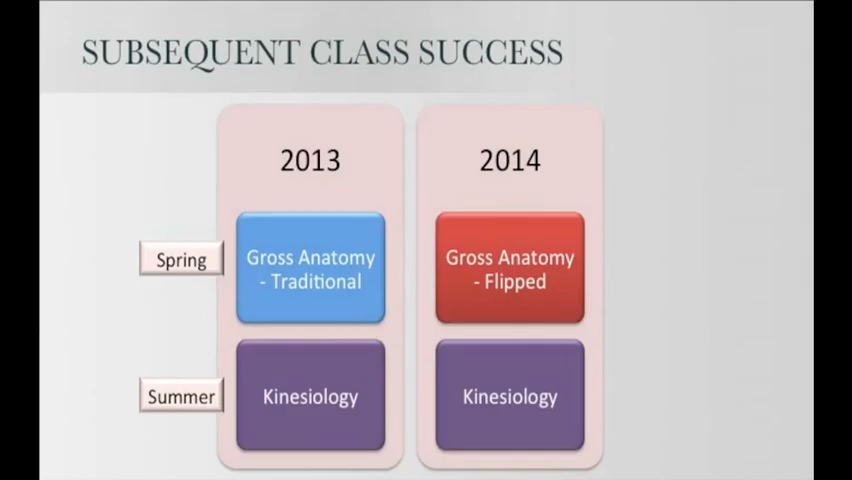 SUBSEQUENT CLASS SUCCESS
2013
2014
Spring
Gross Anatomy
- Traditional
Gross Anatomy
- Flipped
Summer
Kinesiology
Kinesiology